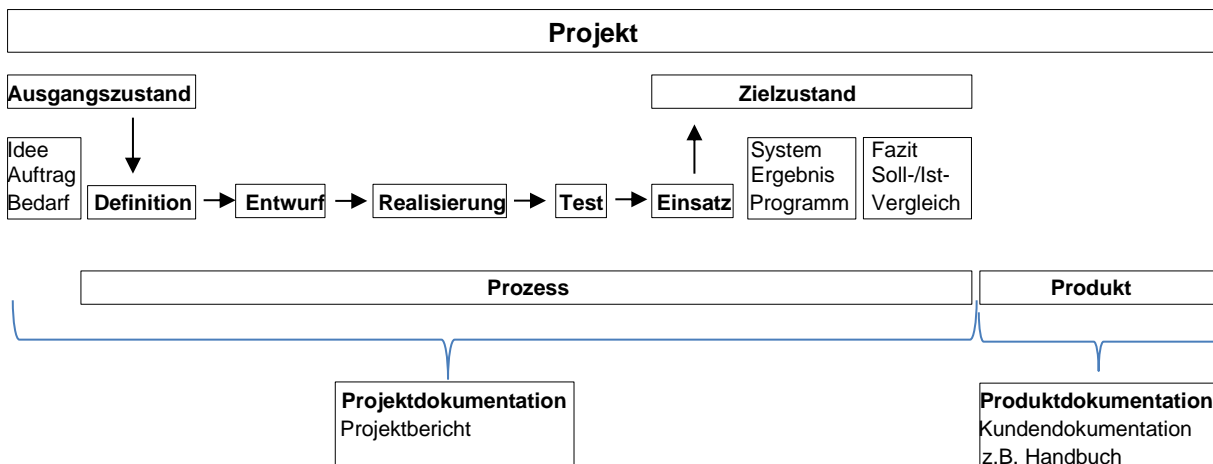 Projekt
Ausgangszustand
Zielzustand
Idee
Auftrag
Bedarf
Definition
Entwurf
Realisierung
Test
Einsatz
System
Ergebnis
Programm
Fazit
Soll-/Ist-
Vergleich
Prozess
Produkt
Projektdokumentation
Projektbericht
Produktdokumentation
Kundendokumentation
z.B. Handbuch